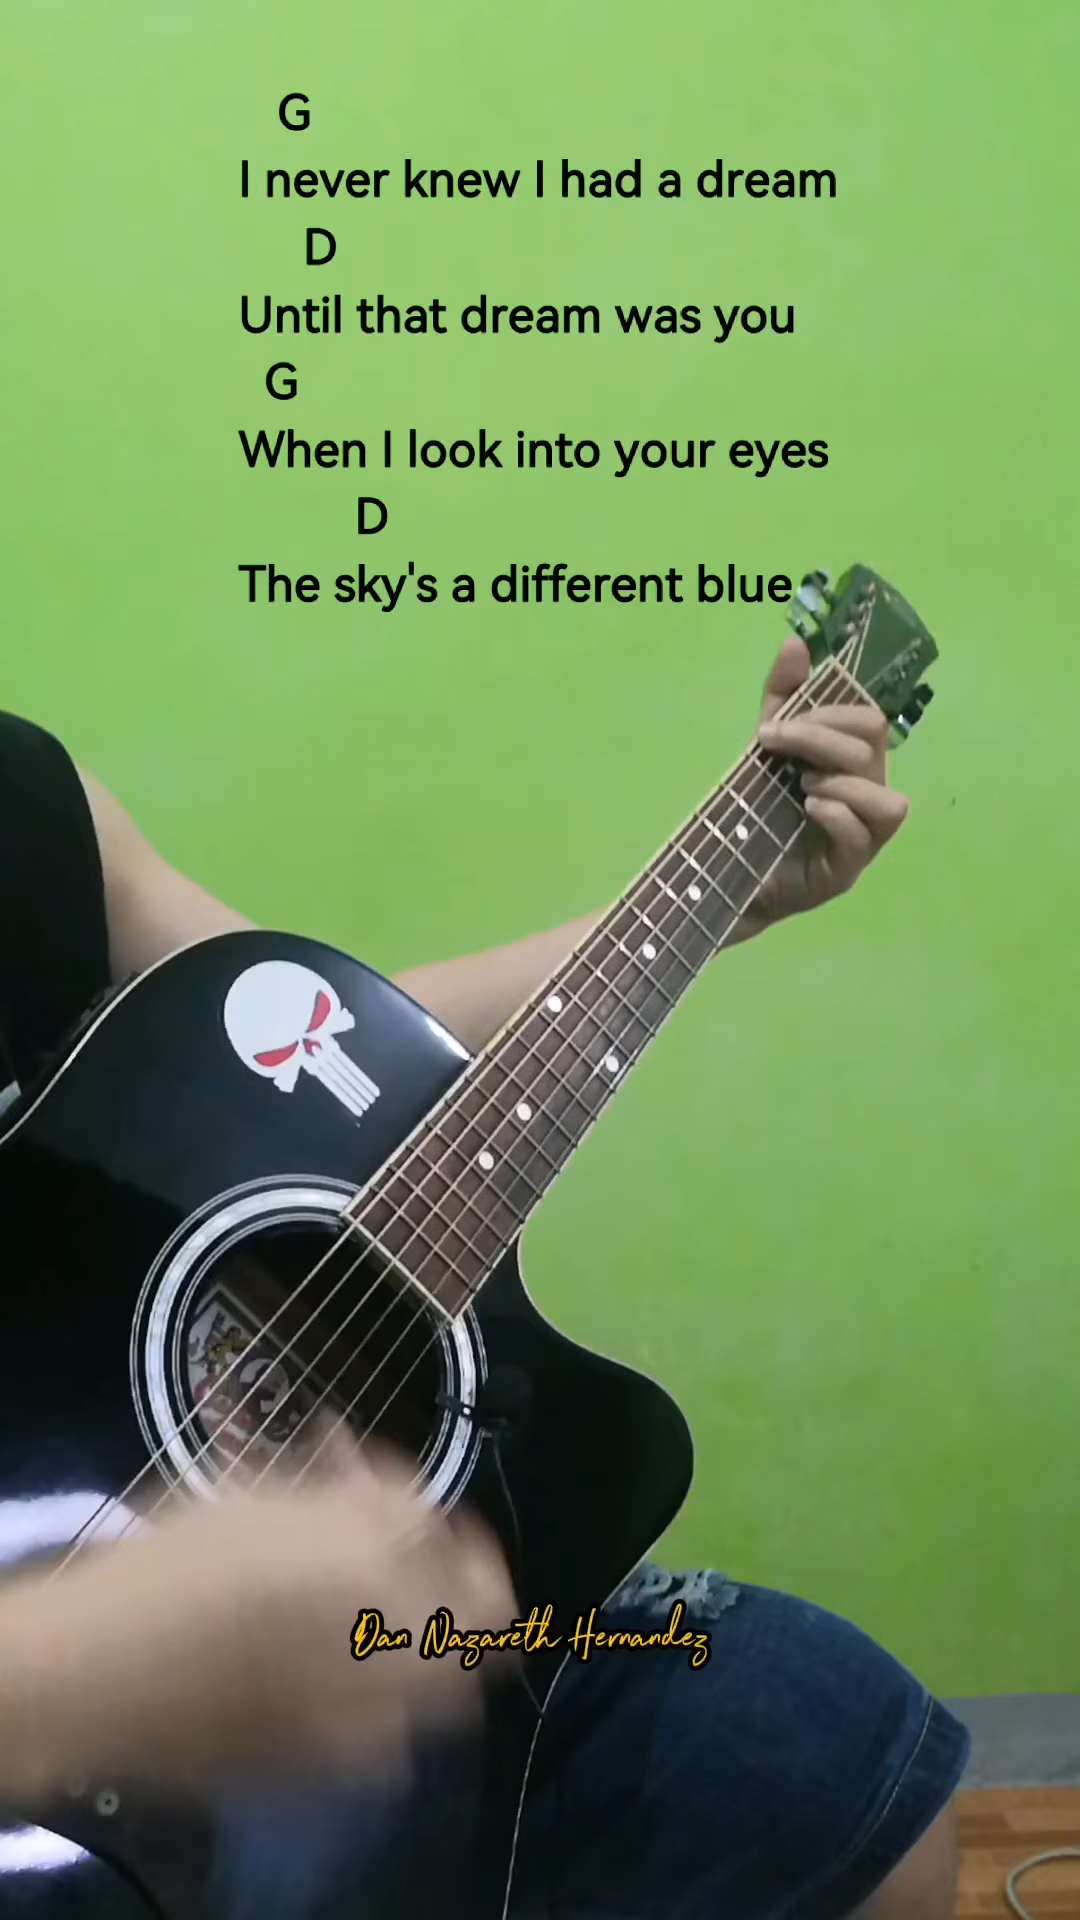 G
I never knew I had a dream
D
Until that dream was you
G
When I look into your eyes
D
The sky's a different blue
Dan Nazareth Hernandez